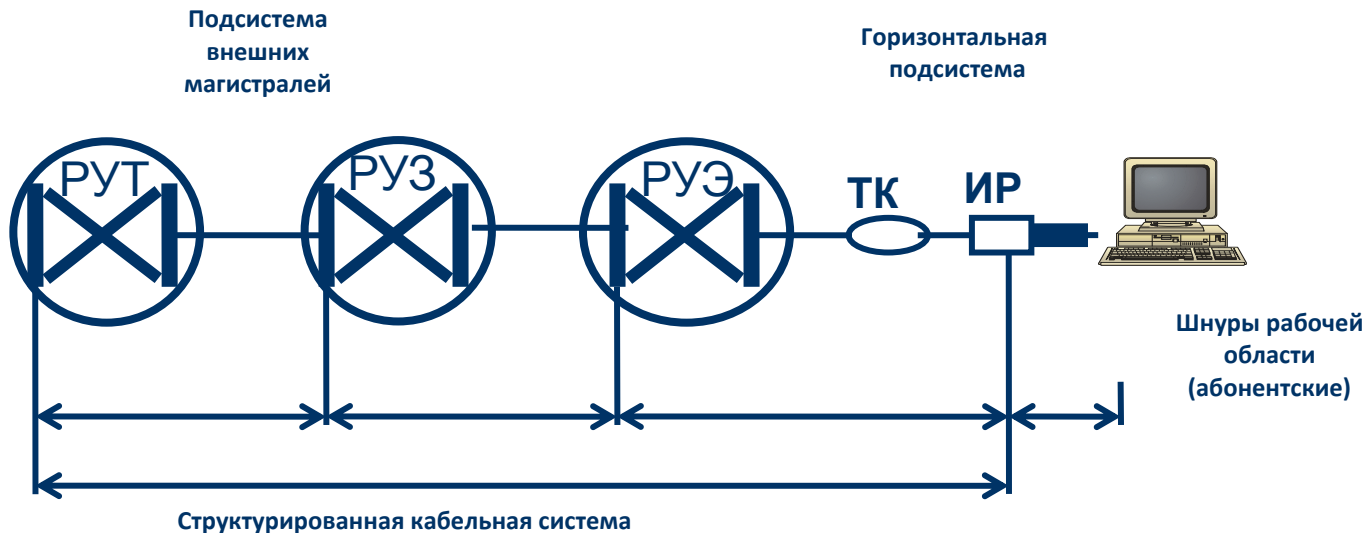 Подсистема
внешних
магистралей
Горизонтальная
подсистема
РУТ
РУЗ
РУЭ
ТК
ИР
Шнуры рабочей
области
(абонентские)
Структурированная кабельная система